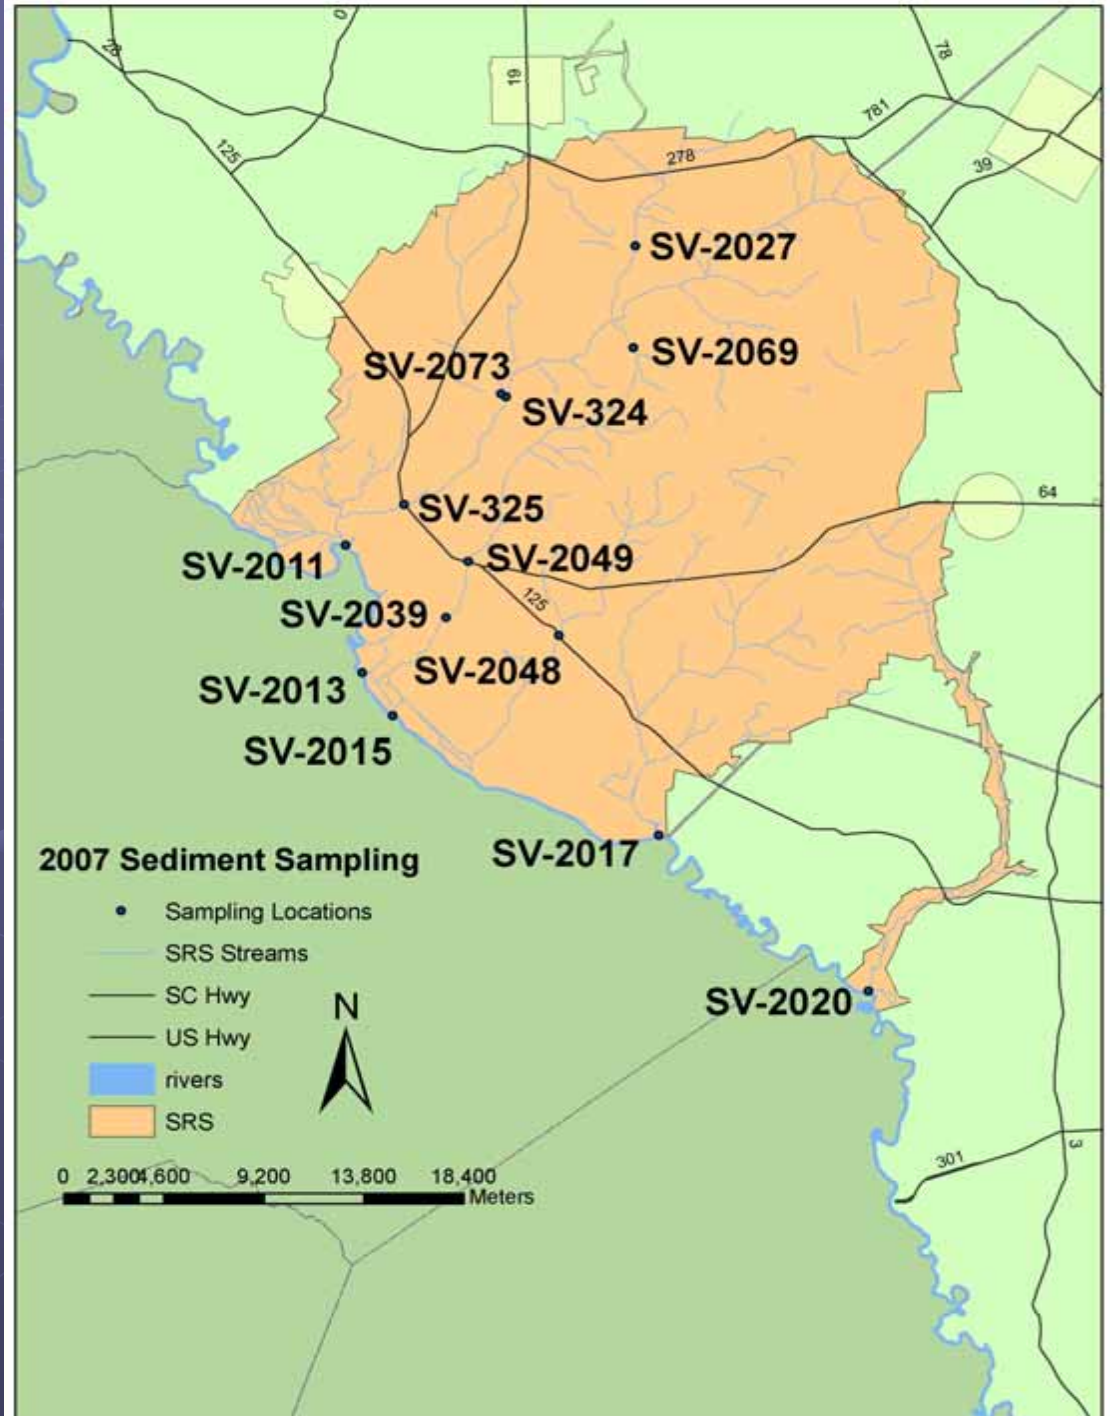 0
78
19
78
781
125
278
39
SV-2027
SV-2069
SV-2073
SV-324
64
SV-325
SV-2049
SV-2011
125
SV-2039
SV-2048
SV-2013
SV-2015
SV-2017
2007 Sediment Sampling
Sampling Locations
SRS Streams
SC Hwy
US Hwy
rivers
SRS
N
SV-2020
3
301
0 2,300 4,600 9,200 13,800 18,400
Meters